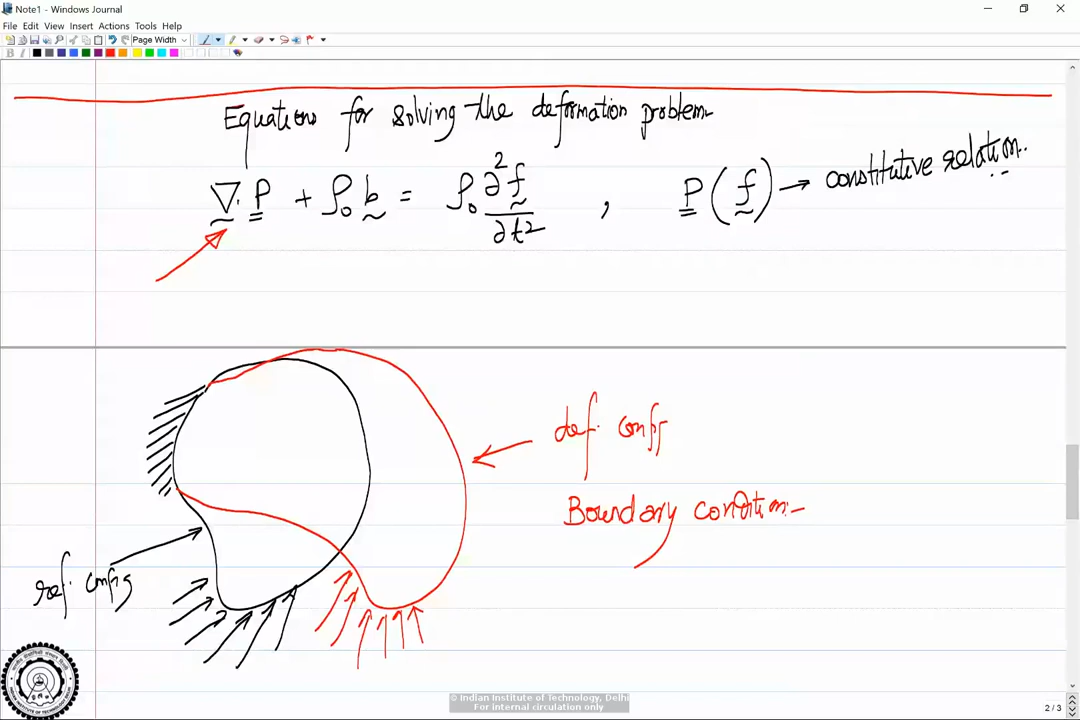 Note1 - Windows Journal
File Edit View Insert Actions Tools Help
Page Width
B I
Equations for solving the deformation problem
∇·P + ρ₀ b = ρ₀ ∂²f/∂t² , P(f) → constitutive relation..
def. config
Boundary condition:-
ref. config
© Indian Institute of Technology, Delhi
For internal circulation only
2 / 3